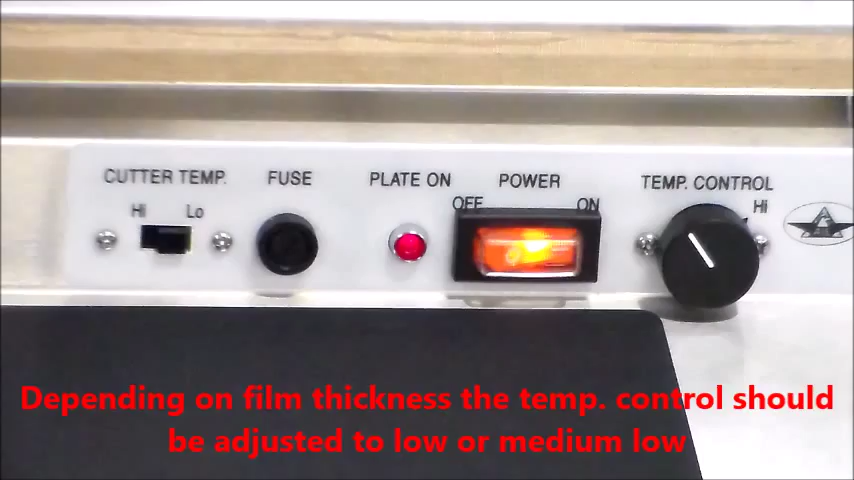 CUTTER TEMP.
FUSE
PLATE ON
POWER
TEMP. CONTROL
Hi
Lo
OFF
ON
Hi
Depending on film thickness the temp. control should
be adjusted to low or medium low